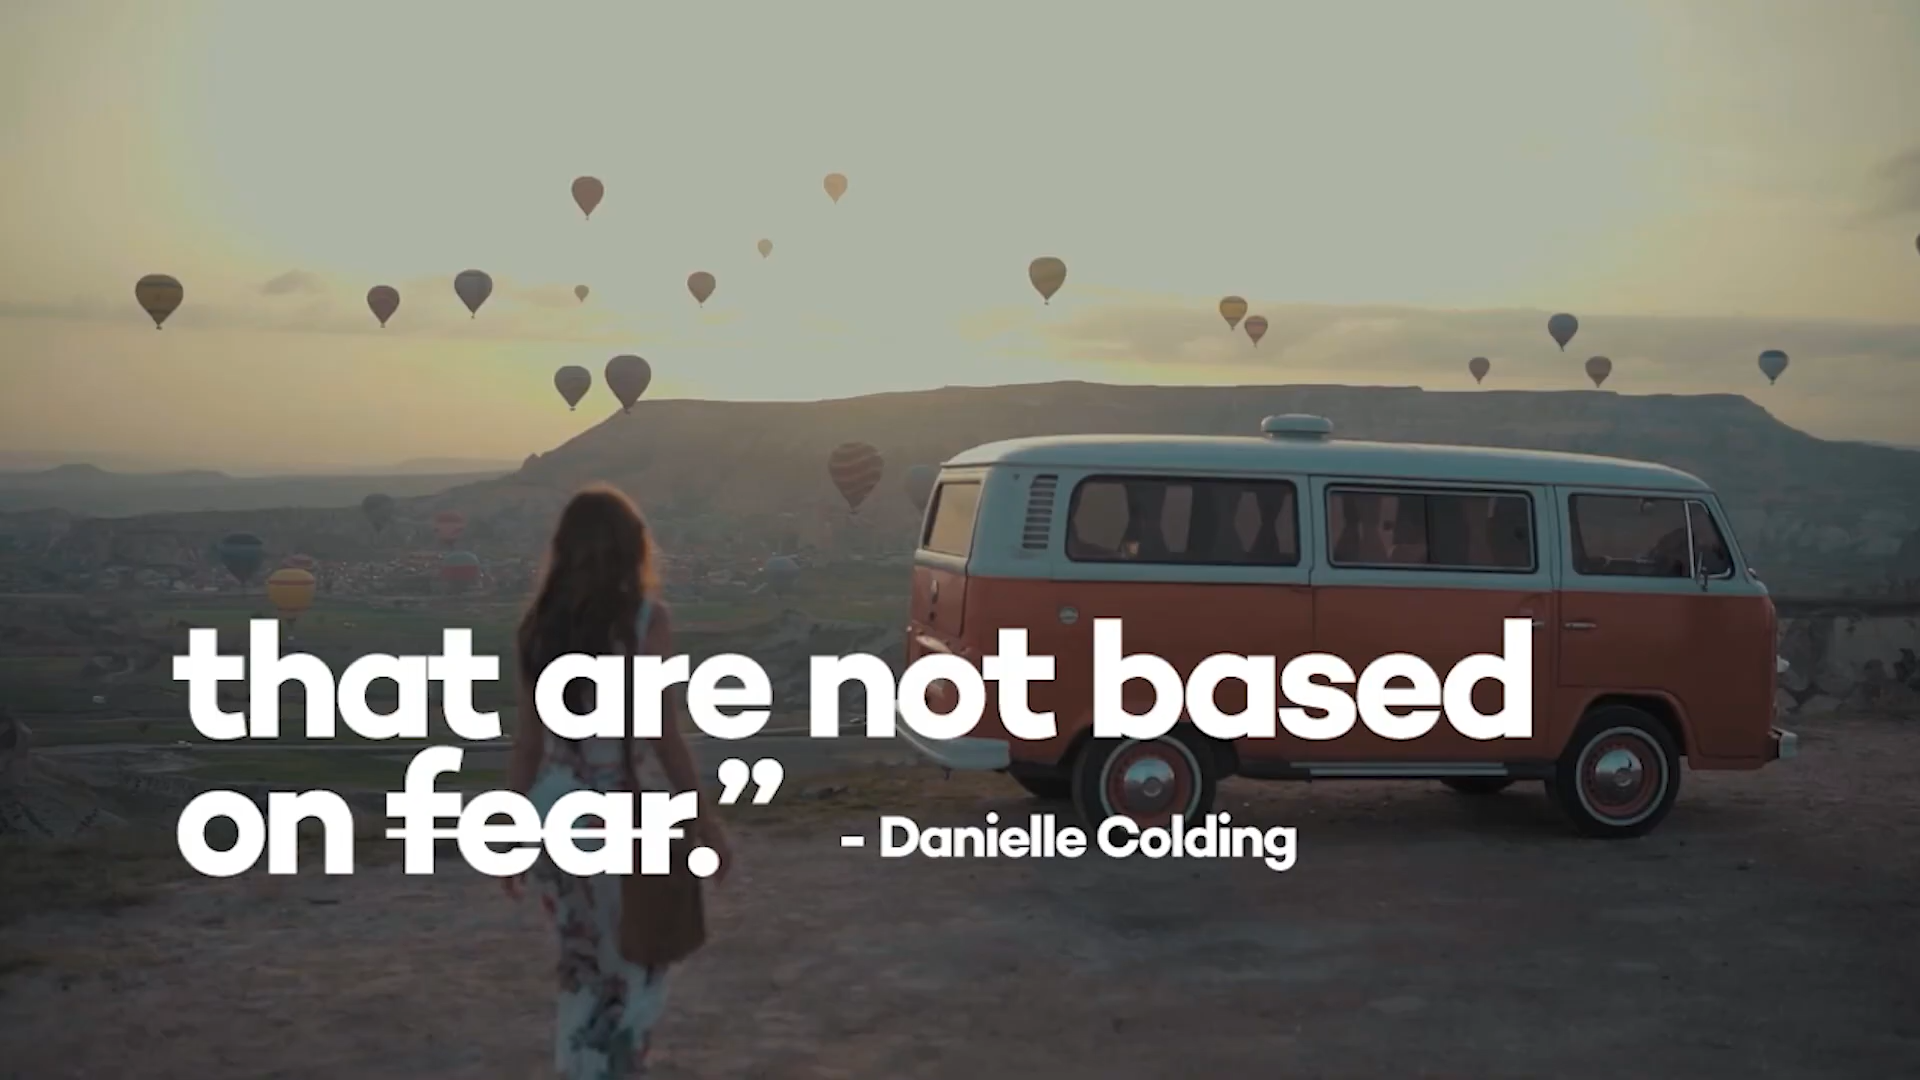 that are not based
on fear.”
- Danielle Colding